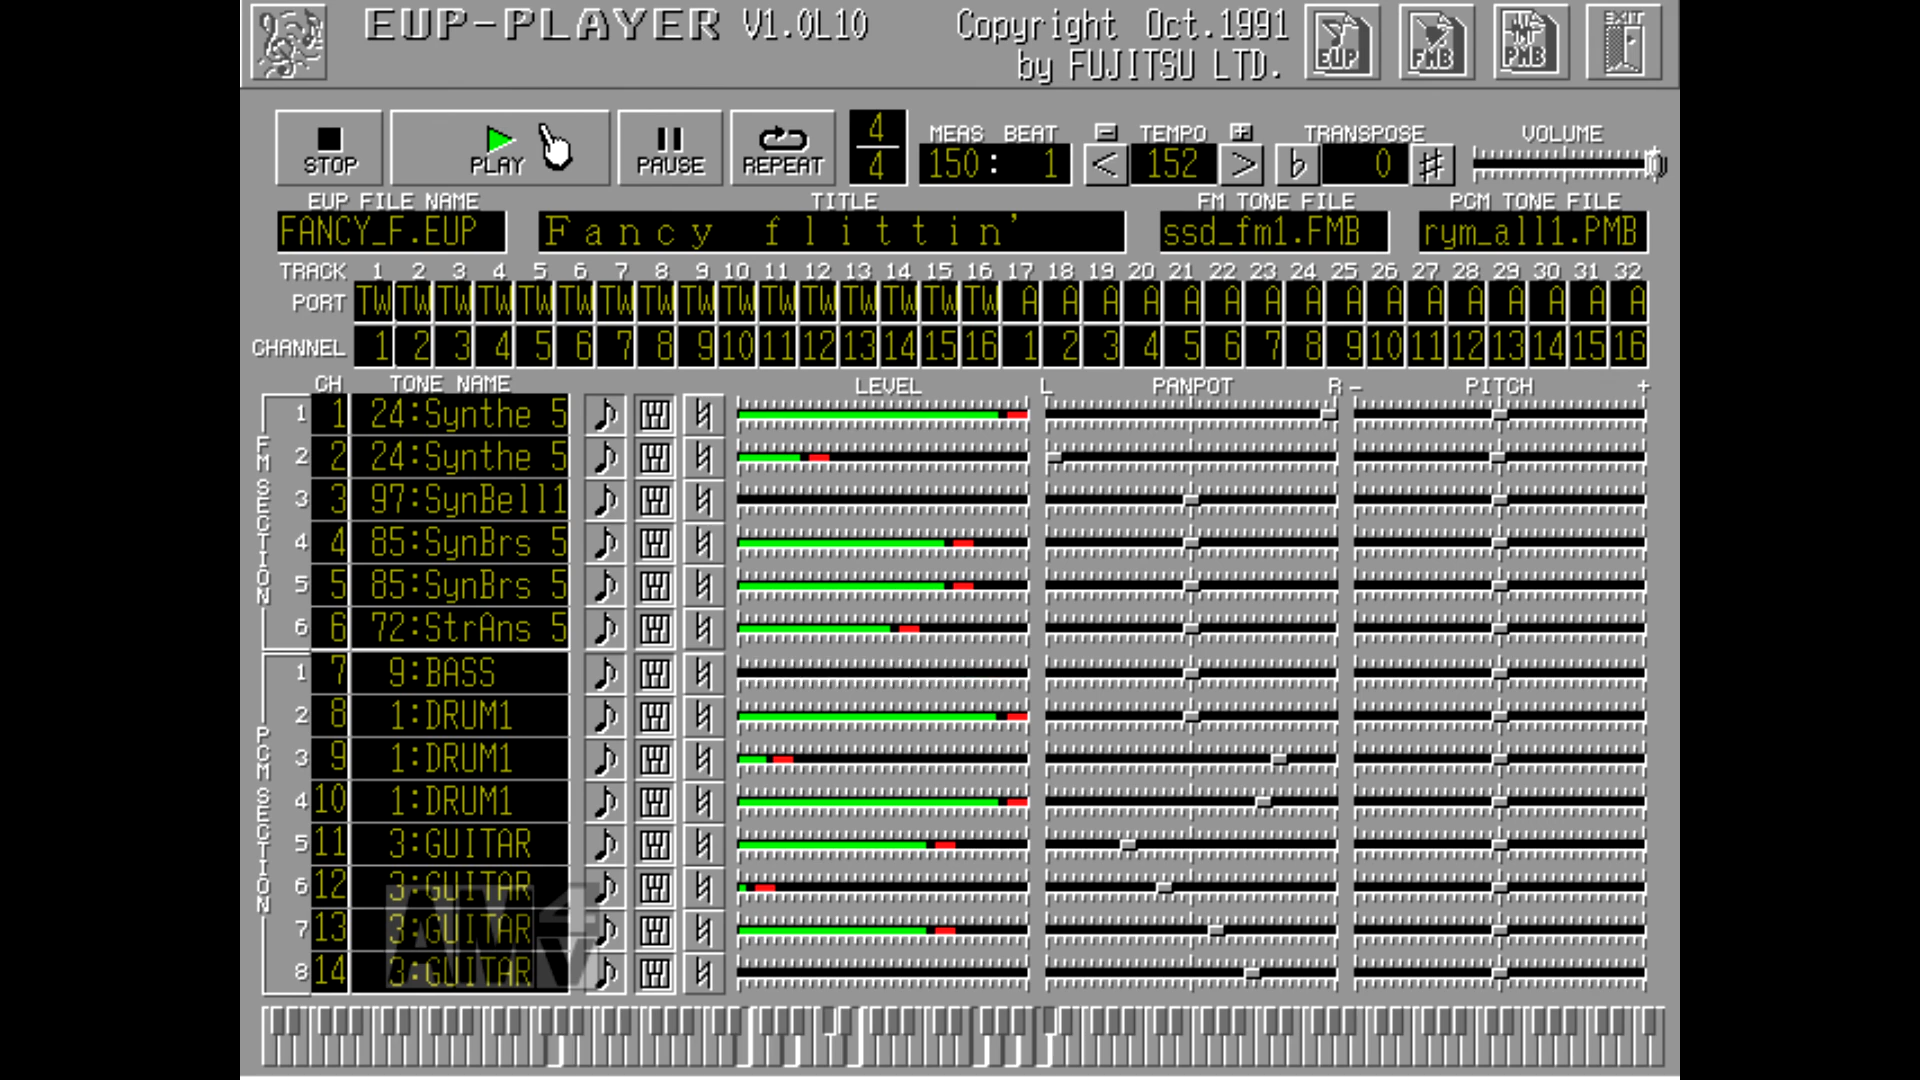 EUP-PLAYER V1.0L10 Copyright Oct.1991
by FUJITSU LTD.
EUP FMB PMB EXIT
STOP PLAY PAUSE REPEAT
4
4
MEAS BEAT - TEMPO + TRANSPOSE VOLUME
150: 1 < 152 > ♭ 0 ♯
EUP FILE NAME TITLE FM TONE FILE PCM TONE FILE
FANCY_F.EUP Fancy flittin’ ssd_fm1.FMB rym_all1.PMB
TRACK 1 2 3 4 5 6 7 8 9 10 11 12 13 14 15 16 17 18 19 20 21 22 23 24 25 26 27 28 29 30 31 32
PORT TW TW TW TW TW TW TW TW TW TW TW TW TW TW TW TW A A A A A A A A A A A A A A A A
CHANNEL 1 2 3 4 5 6 7 8 9 10 11 12 13 14 15 16 1 2 3 4 5 6 7 8 9 10 11 12 13 14 15 16
CH TONE NAME LEVEL L PANPOT R - PITCH +
FM SECTION
1 1 24:Synthe 5
2 2 24:Synthe 5
3 3 97:SynBell1
4 4 85:SynBrs 5
5 5 85:SynBrs 5
6 6 72:StrAns 5
PCM SECTION
1 7 9:BASS
2 8 1:DRUM1
3 9 1:DRUM1
4 10 1:DRUM1
5 11 3:GUITAR
6 12 3:GUITAR
7 13 3:GUITAR
8 14 3:GUITAR